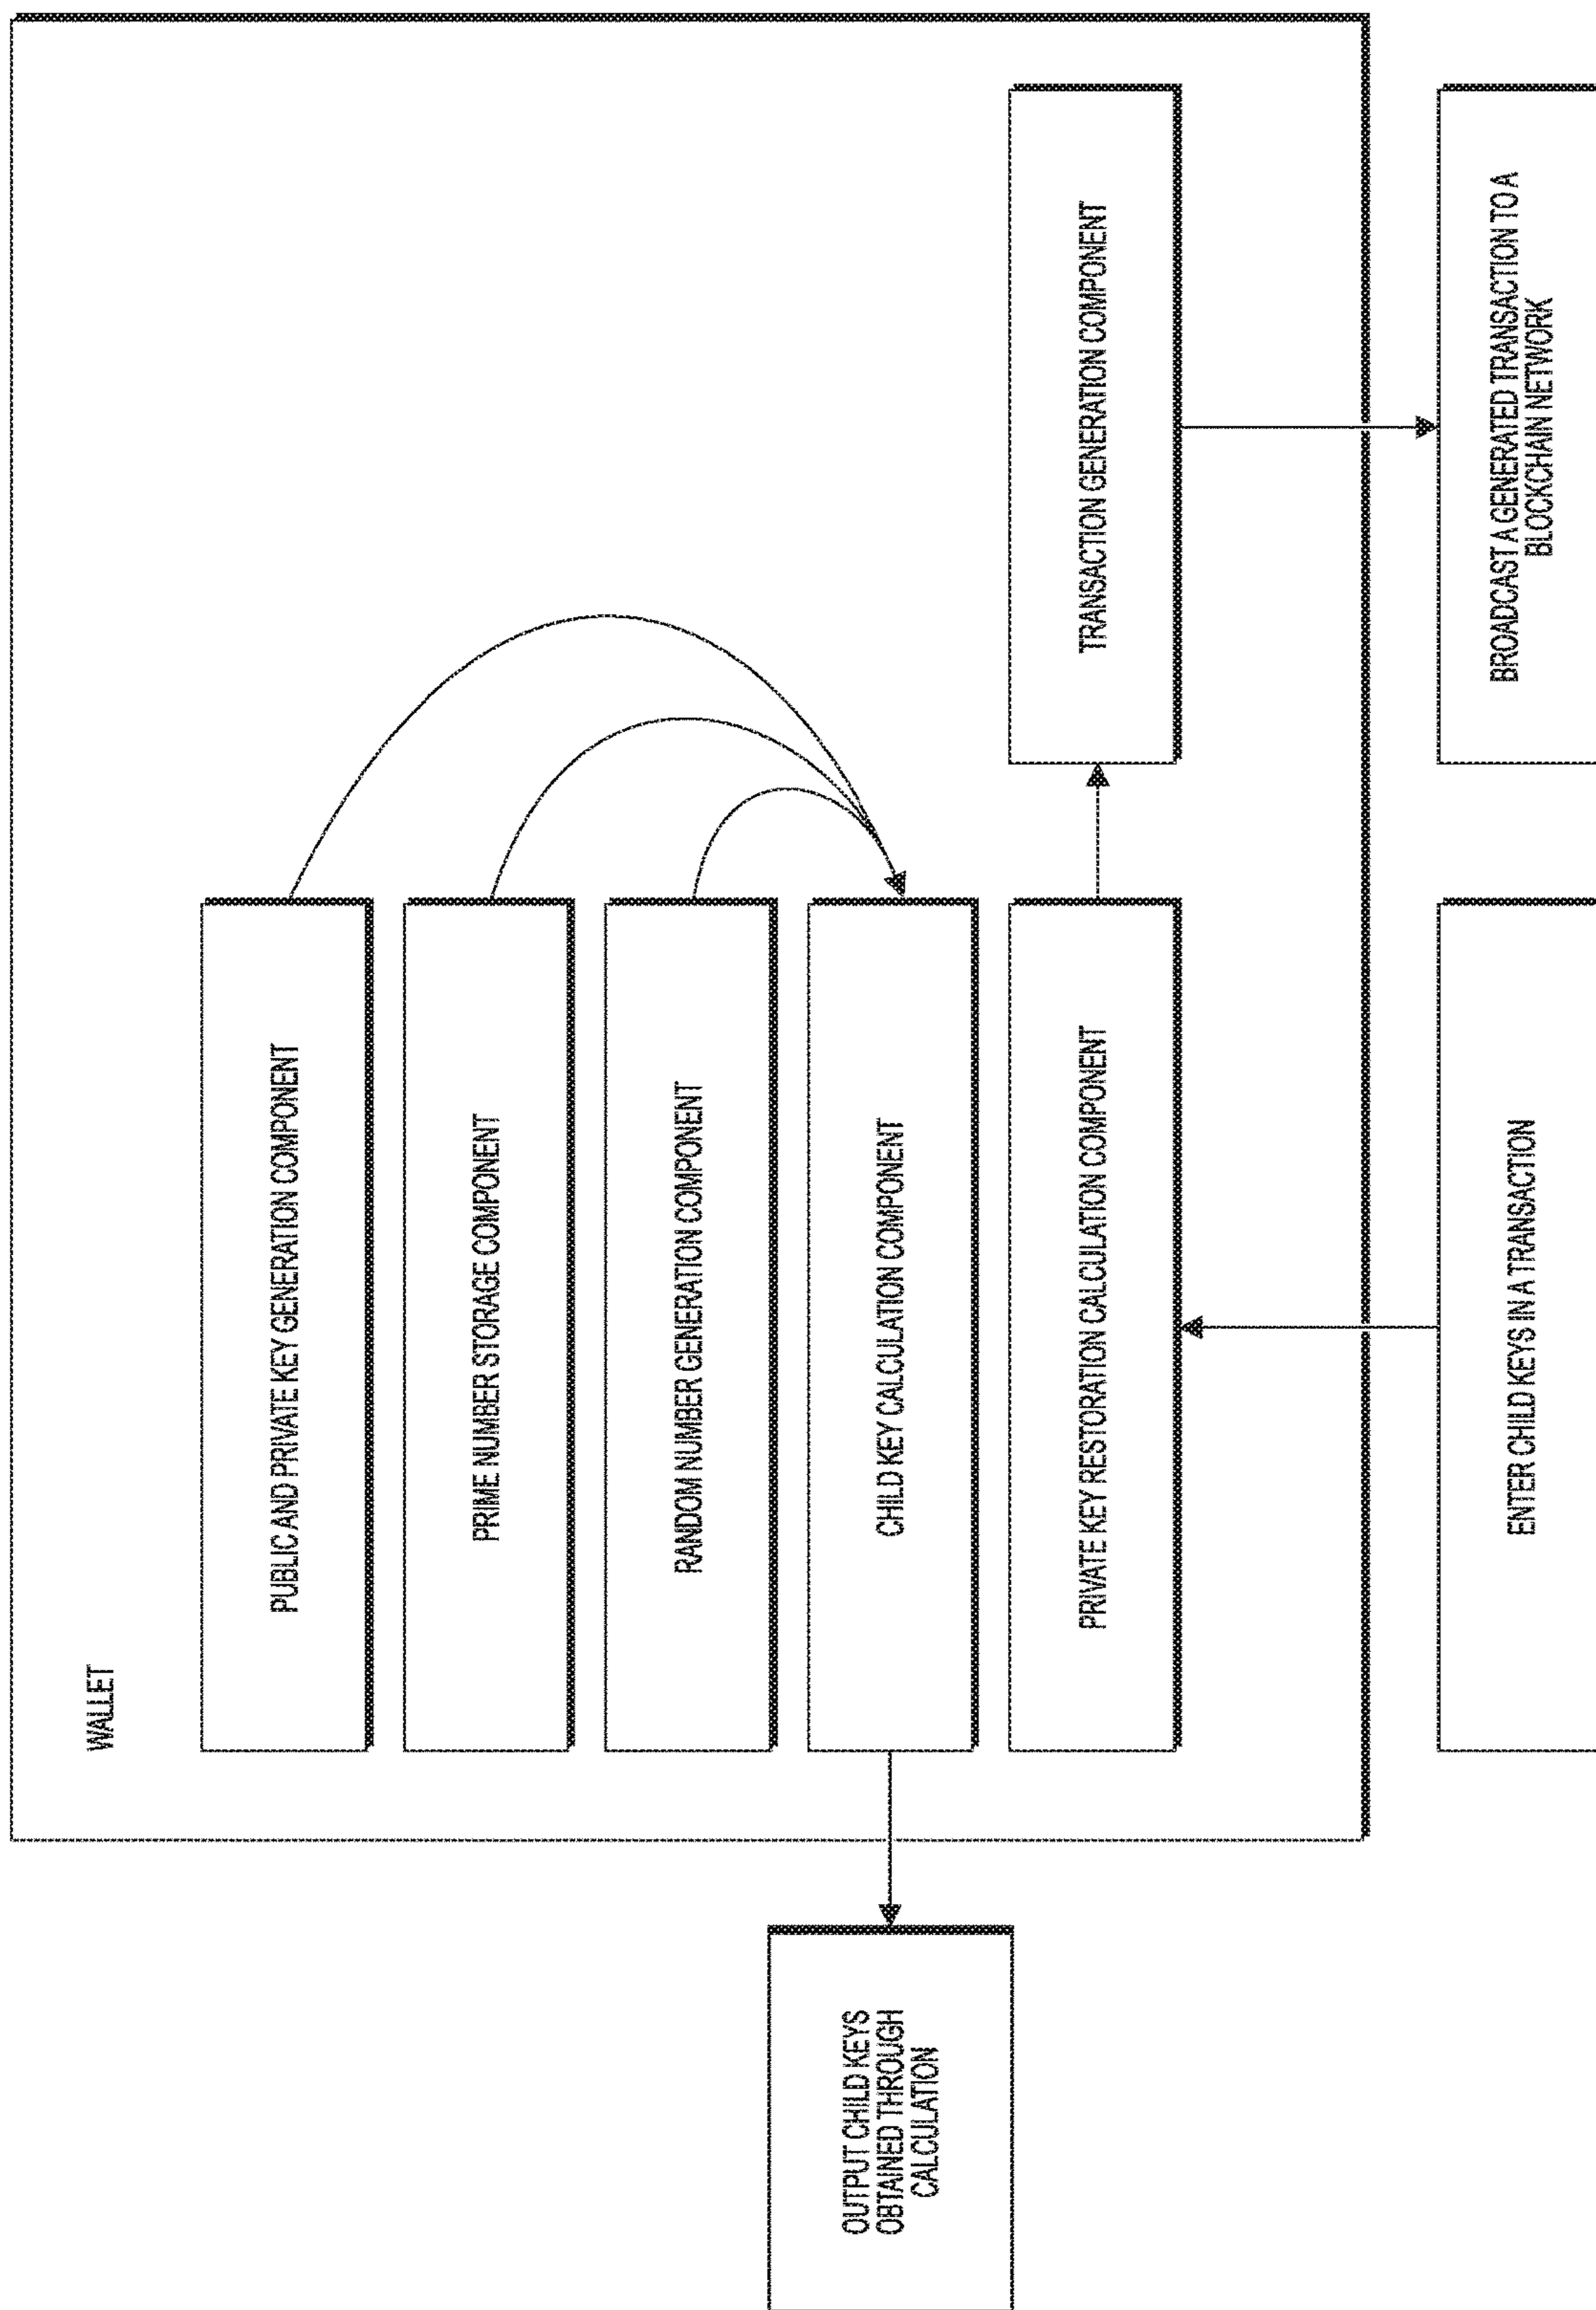 WALLET
PUBLIC AND PRIVATE KEY GENERATION COMPONENT
PRIME NUMBER STORAGE COMPONENT
RANDOM NUMBER GENERATION COMPONENT
CHILD KEY CALCULATION COMPONENT
OUTPUT CHILD KEYS
OBTAINED THROUGH
CALCULATION
PRIVATE KEY RESTORATION CALCULATION COMPONENT
TRANSACTION GENERATION COMPONENT
ENTER CHILD KEYS IN A TRANSACTION
BROADCAST A GENERATED TRANSACTION TO A
BLOCKCHAIN NETWORK